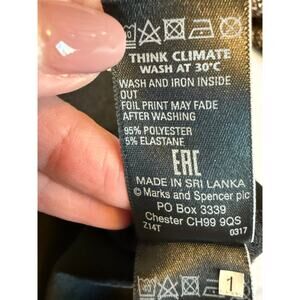 THINK CLIMATE
WASH AT 30°C
WASH AND IRON INSIDE
OUT
FOIL PRINT MAY FADE
AFTER WASHING
95% POLYESTER
5% ELASTANE
EAC
MADE IN SRI LANKA
© Marks and Spencer plc
PO Box 3339
Chester CH99 9QS
Z14T 0317
1